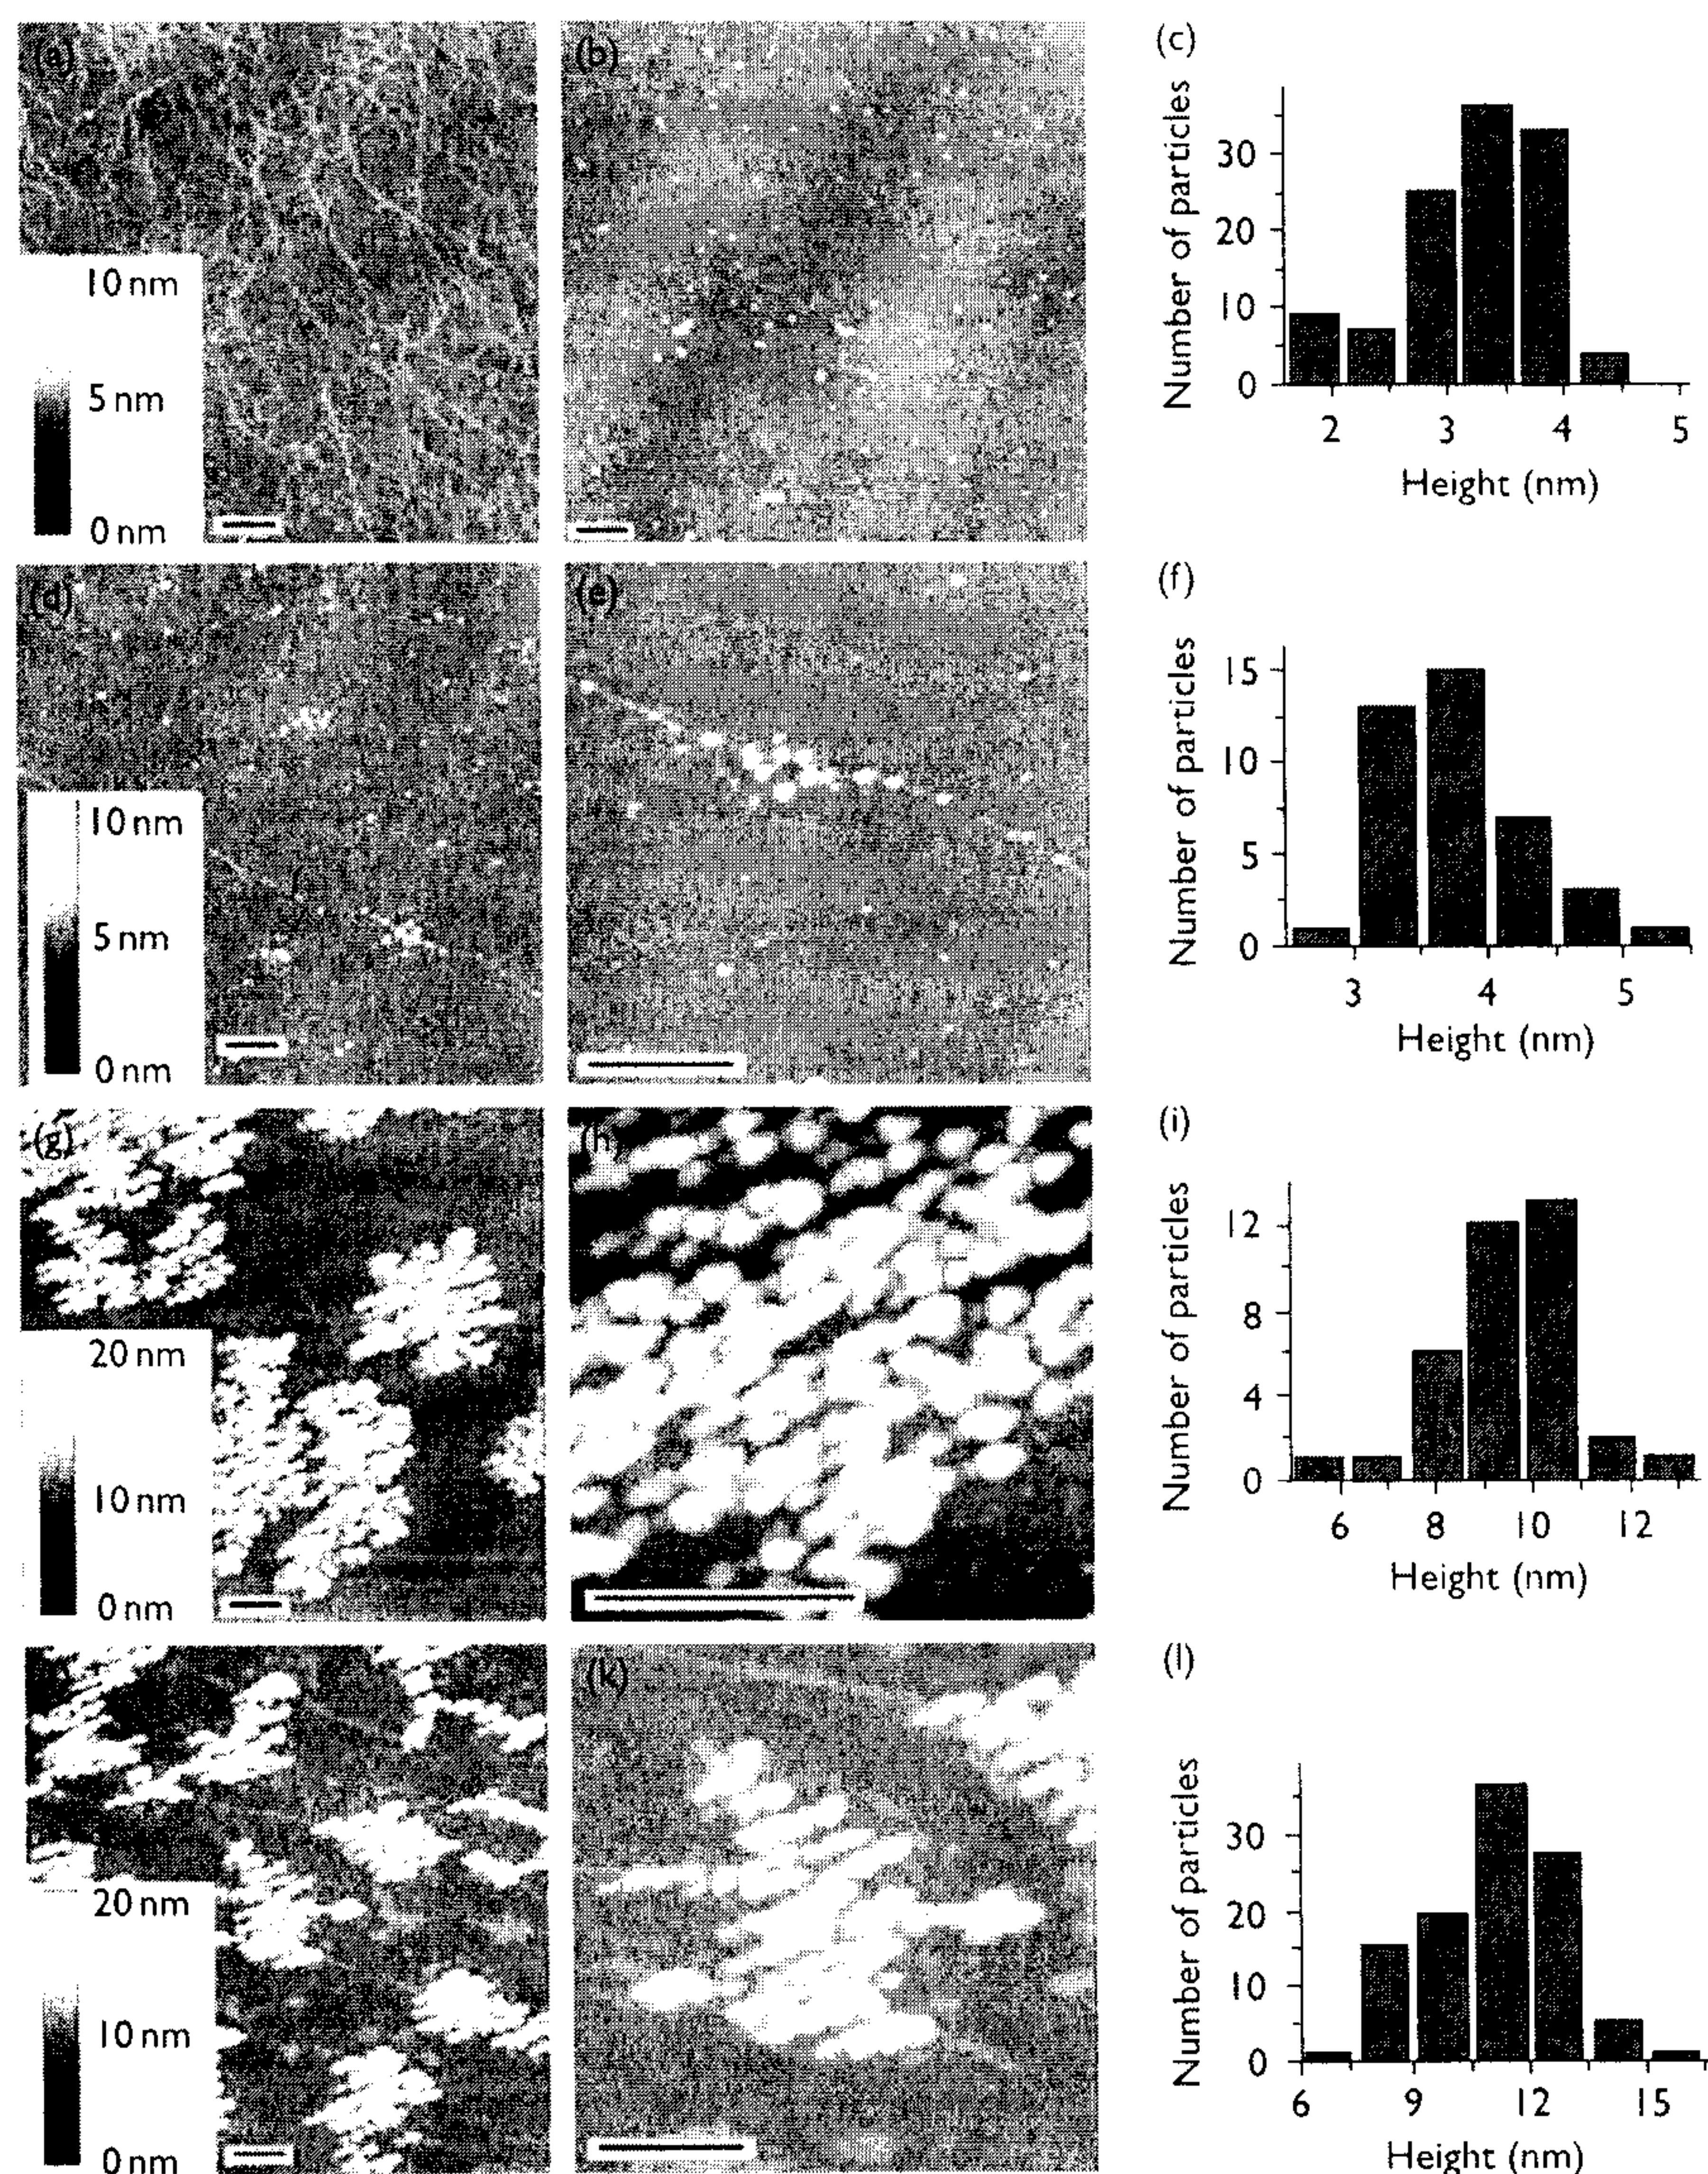 (a)
10 nm
5 nm
0 nm
(b)
(c)
Number of particles
30
20
10
0
2 3 4 5
Height (nm)
(d)
10 nm
5 nm
0 nm
(e)
(f)
Number of particles
15
10
5
0
3 4 5
Height (nm)
(g)
20 nm
10 nm
0 nm
(h)
(i)
Number of particles
12
8
4
0
6 8 10 12
Height (nm)
20 nm
10 nm
0 nm
(k)
(l)
Number of particles
30
20
10
0
6 9 12 15
Height (nm)